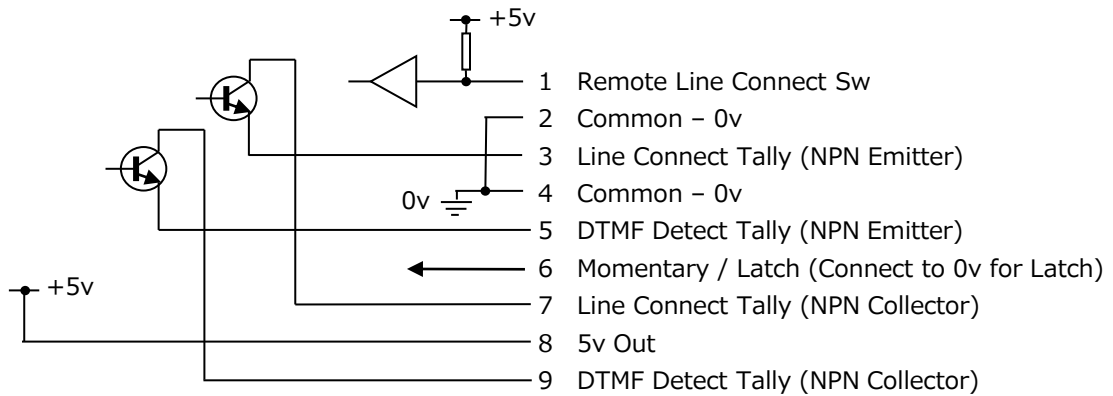 +5v
1 Remote Line Connect Sw
2 Common – 0v
3 Line Connect Tally (NPN Emitter)
0v
4 Common – 0v
5 DTMF Detect Tally (NPN Emitter)
6 Momentary / Latch (Connect to 0v for Latch)
+5v
7 Line Connect Tally (NPN Collector)
8 5v Out
9 DTMF Detect Tally (NPN Collector)